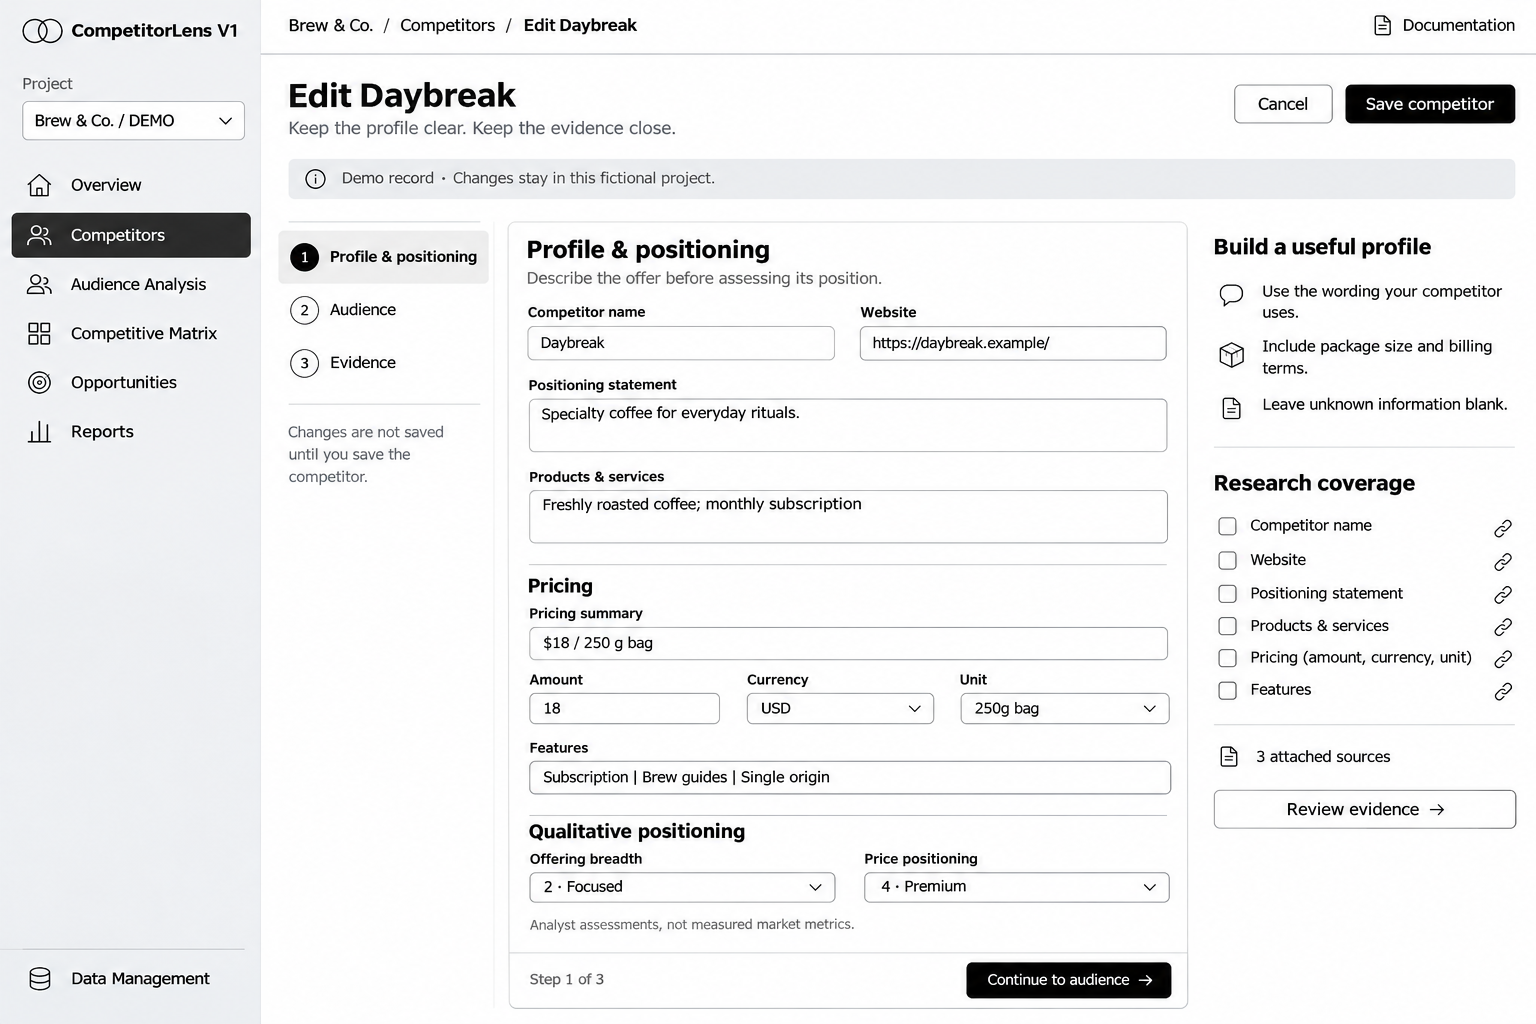 CompetitorLens V1
Project
Brew & Co. / DEMO
Overview
Competitors
Audience Analysis
Competitive Matrix
Opportunities
Reports
Data Management
Brew & Co. / Competitors / Edit Daybreak
Documentation
Edit Daybreak
Keep the profile clear. Keep the evidence close.
Cancel
Save competitor
Demo record · Changes stay in this fictional project.
1 Profile & positioning
2 Audience
3 Evidence
Changes are not saved
until you save the
competitor.
Profile & positioning
Describe the offer before assessing its position.
Competitor name
Daybreak
Website
https://daybreak.example/
Positioning statement
Specialty coffee for everyday rituals.
Products & services
Freshly roasted coffee; monthly subscription
Pricing
Pricing summary
$18 / 250 g bag
Amount
18
Currency
USD
Unit
250g bag
Features
Subscription | Brew guides | Single origin
Qualitative positioning
Offering breadth
2 · Focused
Price positioning
4 · Premium
Analyst assessments, not measured market metrics.
Step 1 of 3
Continue to audience →
Build a useful profile
Use the wording your competitor
uses.
Include package size and billing
terms.
Leave unknown information blank.
Research coverage
Competitor name
Website
Positioning statement
Products & services
Pricing (amount, currency, unit)
Features
3 attached sources
Review evidence →